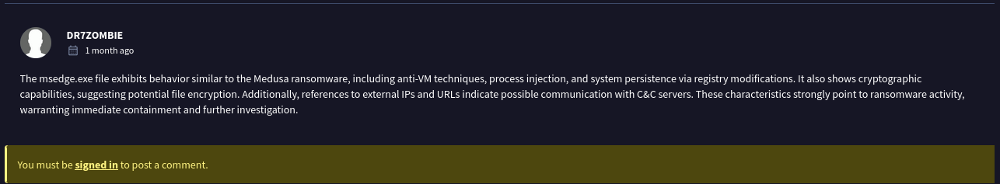 DR7ZOMBIE
1 month ago
The msedge.exe file exhibits behavior similar to the Medusa ransomware, including anti-VM techniques, process injection, and system persistence via registry modifications. It also shows cryptographic
capabilities, suggesting potential file encryption. Additionally, references to external IPs and URLs indicate possible communication with C&C servers. These characteristics strongly point to ransomware activity,
warranting immediate containment and further investigation.
You must be signed in to post a comment.